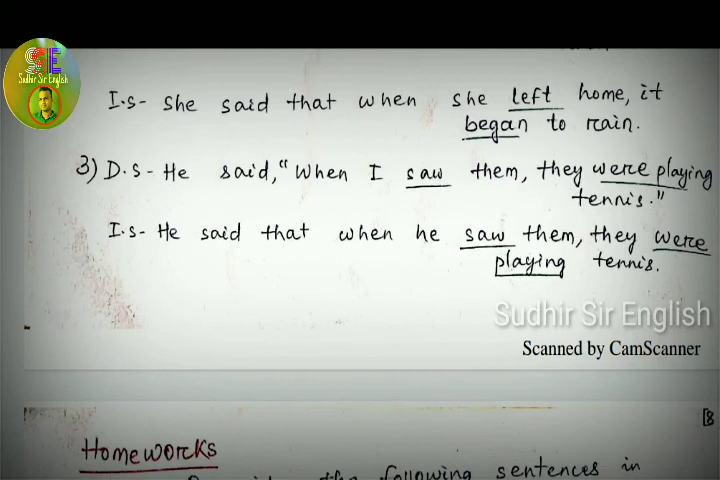 SE
Sudhir Sir English
I.S- She said that when she left home, it
began to rain.
3) D.S- He said, "When I saw them, they were playing
tennis."
I.S- He said that when he saw them, they were
playing tennis.
Sudhir Sir English
Scanned by CamScanner
[8
Homeworks
the following sentences in